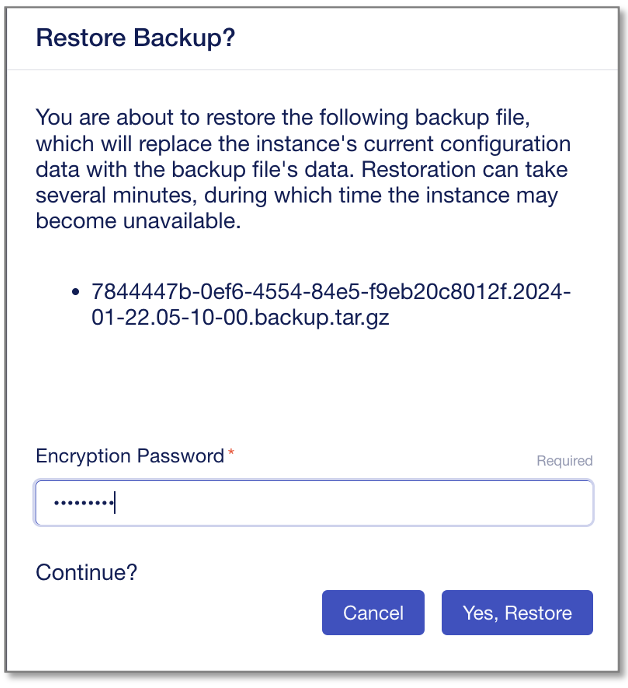 Restore Backup?
You are about to restore the following backup file,
which will replace the instance's current configuration
data with the backup file's data. Restoration can take
several minutes, during which time the instance may
become unavailable.
• 7844447b-0ef6-4554-84e5-f9eb20c8012f.2024-
01-22.05-10-00.backup.tar.gz
Encryption Password*
Required
•••••••••
Continue?
Cancel
Yes, Restore